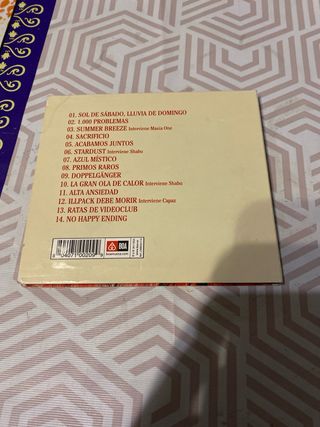 01. SOL DE SÁBADO, LLUVIA DE DOMINGO
02. 1.000 PROBLEMAS
03. SUMMER BREEZE Interviene María One
04. SACRIFICIO
05. ACABAMOS JUNTOS
06. STARDUST Interviene Shabu
07. AZUL MÍSTICO
08. PRIMOS RAROS
09. DOPPELGÄNGER
10. LA GRAN OLA DE CALOR Interviene Shabu
11. ALTA ANSIEDAD
12. ILLPACK DEBE MORIR Interviene Capaz
13. RATAS DE VIDEOCLUB
14. NO HAPPY ENDING
BOA